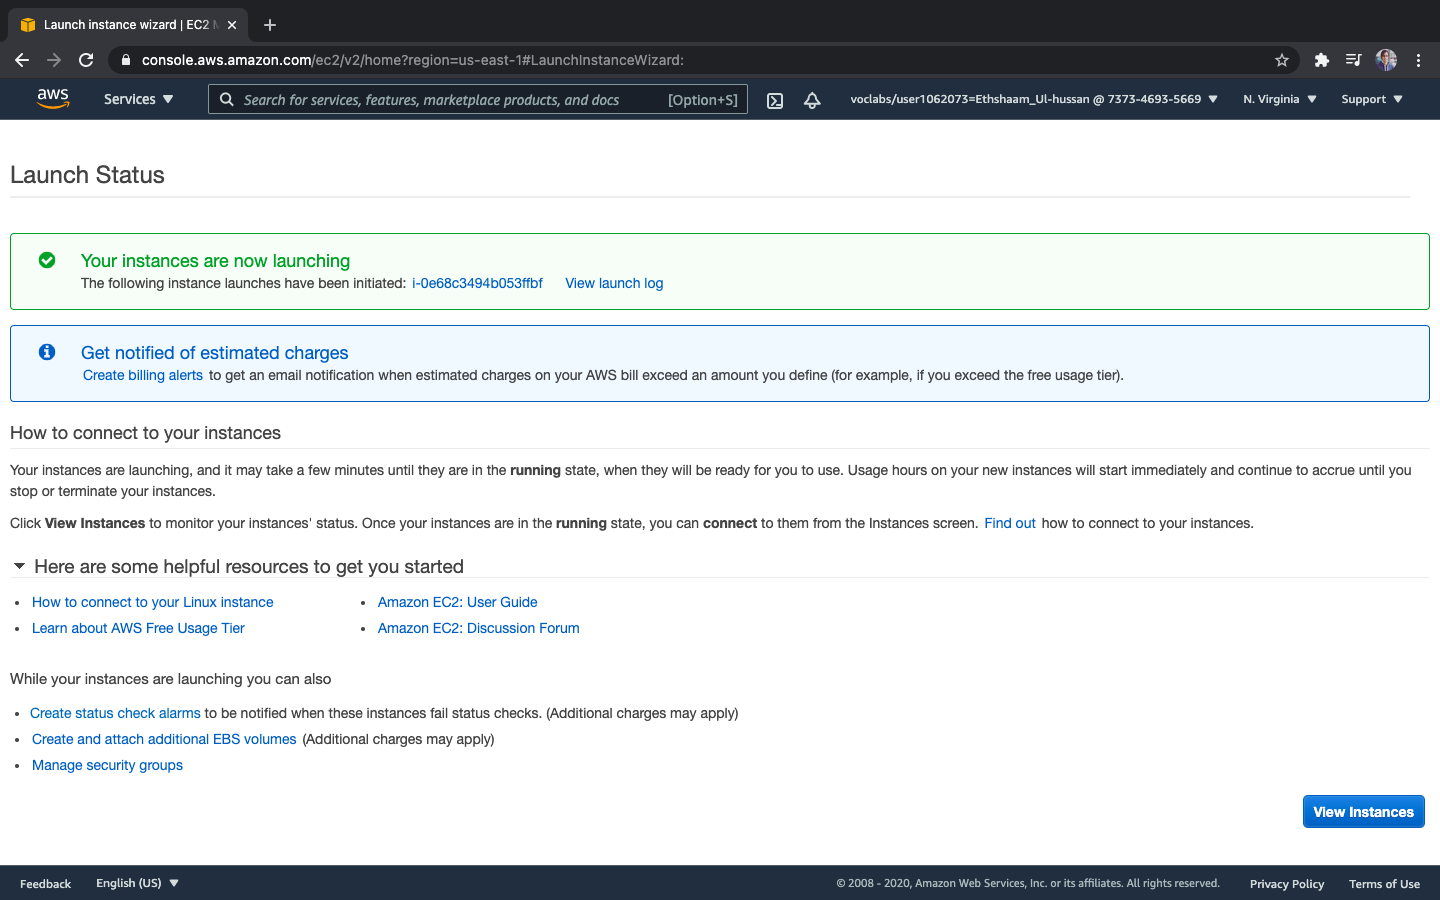 Launch instance wizard | EC2 M
console.aws.amazon.com/ec2/v2/home?region=us-east-1#LaunchInstanceWizard:
aws
Services
Search for services, features, marketplace products, and docs
[Option+S]
voclabs/user1062073=Ethshaam_Ul-hussan @ 7373-4693-5669
N. Virginia
Support
Launch Status
Your instances are now launching
The following instance launches have been initiated: i-0e68c3494b053ffbf View launch log
Get notified of estimated charges
Create billing alerts to get an email notification when estimated charges on your AWS bill exceed an amount you define (for example, if you exceed the free usage tier).
How to connect to your instances
Your instances are launching, and it may take a few minutes until they are in the running state, when they will be ready for you to use. Usage hours on your new instances will start immediately and continue to accrue until you
stop or terminate your instances.
Click View Instances to monitor your instances' status. Once your instances are in the running state, you can connect to them from the Instances screen. Find out how to connect to your instances.
Here are some helpful resources to get you started
• How to connect to your Linux instance
• Amazon EC2: User Guide
• Learn about AWS Free Usage Tier
• Amazon EC2: Discussion Forum
While your instances are launching you can also
• Create status check alarms to be notified when these instances fail status checks. (Additional charges may apply)
• Create and attach additional EBS volumes (Additional charges may apply)
• Manage security groups
View Instances
Feedback
English (US)
© 2008 - 2020, Amazon Web Services, Inc. or its affiliates. All rights reserved.
Privacy Policy
Terms of Use